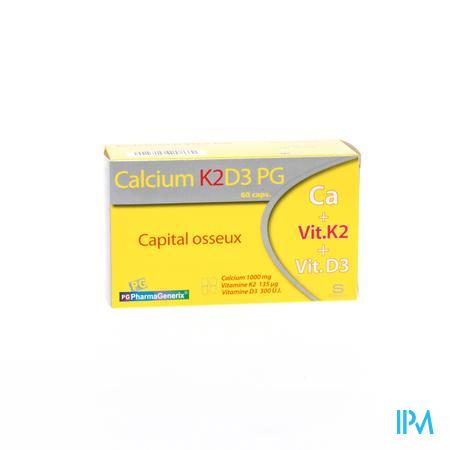 Calcium K2D3 PG
60 caps.
Ca
+
Vit.K2
+
Vit.D3
Capital osseux
Calcium 1000 mg
Vitamine K2 135 µg
Vitamine D3 300 U.I.
PG
PG PharmaGenerix®
S
IPM